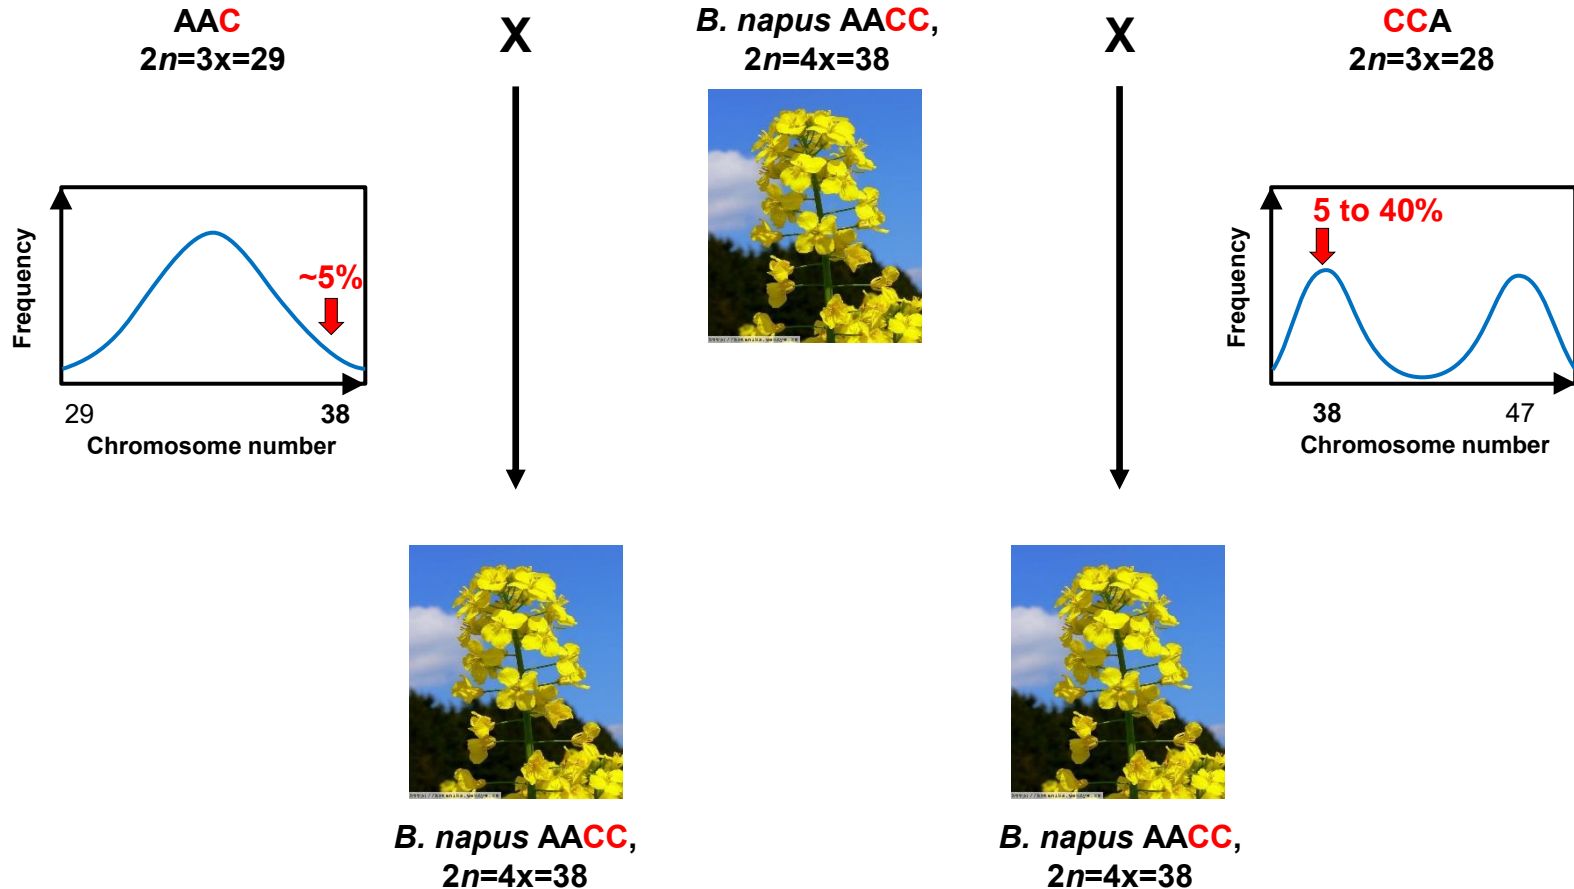 AAC
2n=3x=29
X
B. napus AACC,
2n=4x=38
X
CCA
2n=3x=28
Frequency
~5%
29
38
Chromosome number
Frequency
5 to 40%
38
47
Chromosome number
B. napus AACC,
2n=4x=38
B. napus AACC,
2n=4x=38